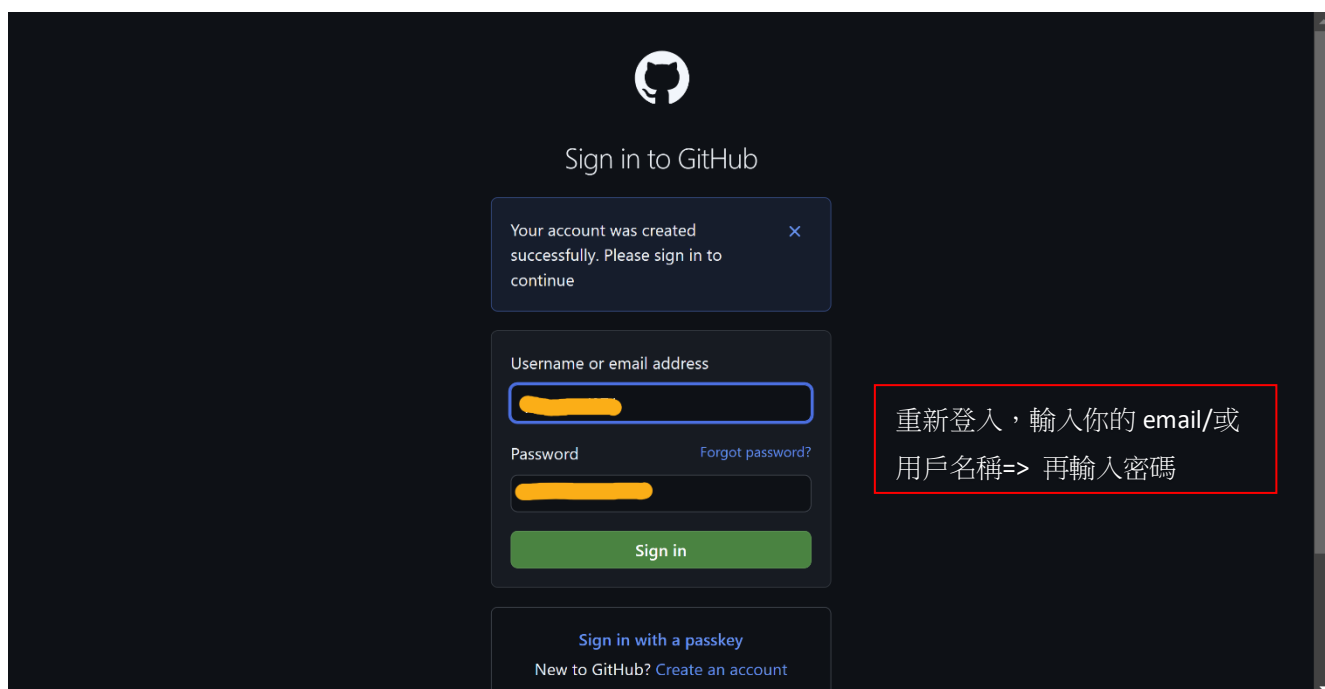 Sign in to GitHub
Your account was created
successfully. Please sign in to
continue
Username or email address
Password
Forgot password?
Sign in
Sign in with a passkey
New to GitHub? Create an account
重新登入，輸入你的 email/或
用戶名稱=> 再輸入密碼